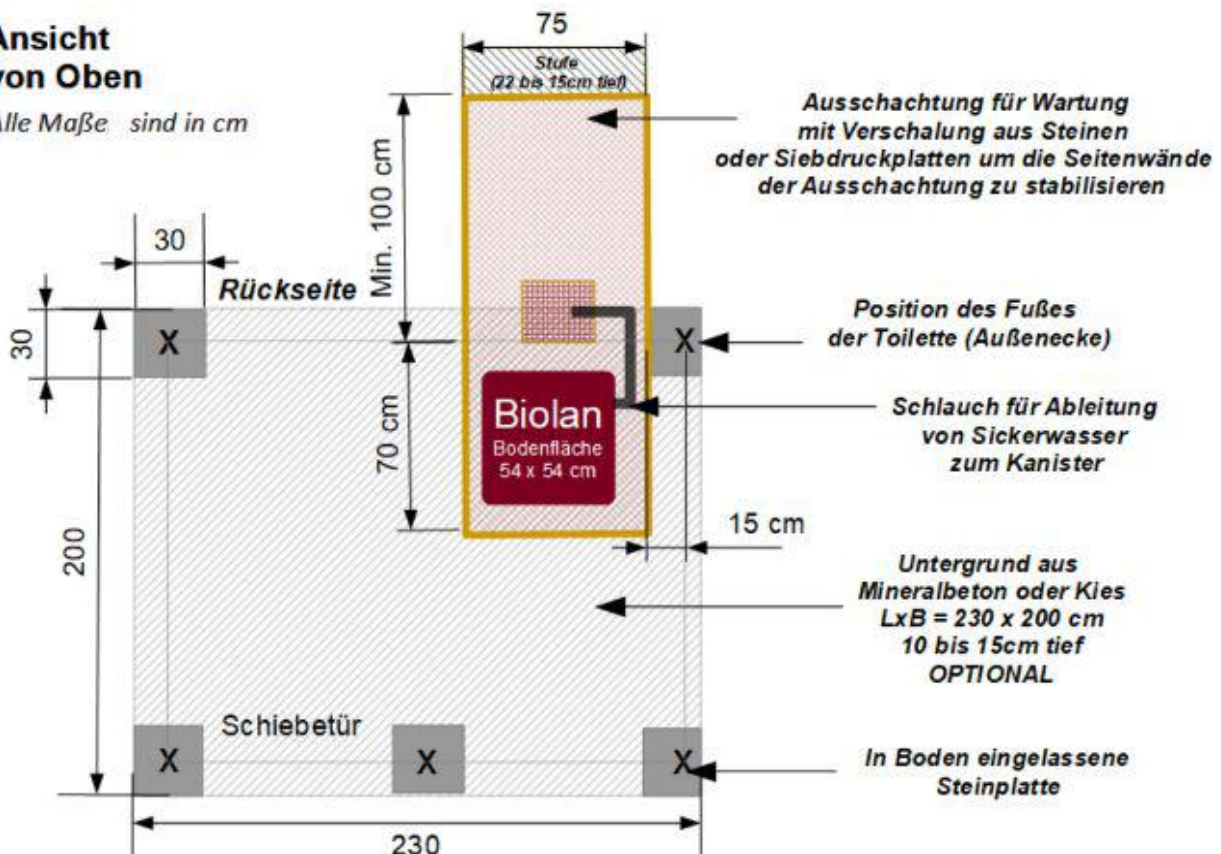 Ansicht
von Oben
Alle Maße sind in cm
75
Stufe
(22 bis 15cm tief)
Ausschachtung für Wartung
mit Verschalung aus Steinen
oder Siebdruckplatten um die Seitenwände
der Ausschachtung zu stabilisieren
Min. 100 cm
30
Rückseite
30
X
X
Position des Fußes
der Toilette (Außenecke)
Biolan
Bodenfläche
54 x 54 cm
70 cm
Schlauch für Ableitung
von Sickerwasser
zum Kanister
15 cm
200
Untergrund aus
Mineralbeton oder Kies
LxB = 230 x 200 cm
10 bis 15cm tief
OPTIONAL
Schiebetür
X
X
X
In Boden eingelassene
Steinplatte
230